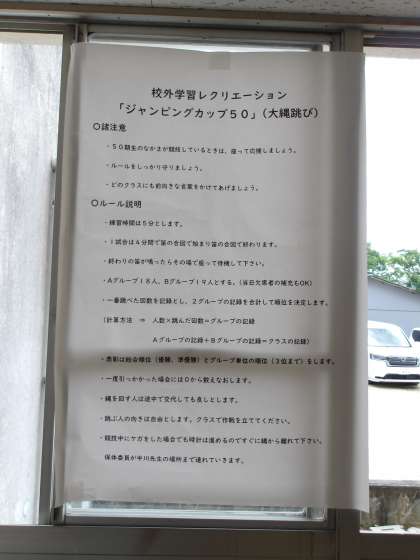 校外学習レクリエーション
「ジャンピングカップ50」(大縄跳び)
〇諸注意
・50期生のなかまが競技しているときは、座って応援しましょう。
・ルールをしっかり守りましょう。
・どのクラスにも前向きな言葉をかけてあげましょう。
〇ルール説明
・練習時間は5分とします。
・1試合は4分間で笛の合図で始まり笛の合図で終わります。
・終わりの笛が鳴ったらその場で座って待機して下さい。
・Aグループ18人、Bグループ19人とする。(当日欠席者の補充もOK)
・一番跳べた回数を記録とし、2グループの記録を合計して順位を決定します。
(計算方法 ⇒ 人数×跳んだ回数=グループの記録
Aグループの記録+Bグループの記録=クラスの記録)
・表彰は総合順位(優勝、準優勝)とグループ単位の順位(3位まで)をします。
・一度引っかかった場合には0から数えなおします。
・縄を回す人は途中で交代しても良しとします。
・跳ぶ人の向きは自由とします。クラスで作戦を立ててください。
・競技中にケガをした場合でも時計は進めるのですぐに縄から離れて下さい。
保体委員が中川先生の場所まで連れていきます。